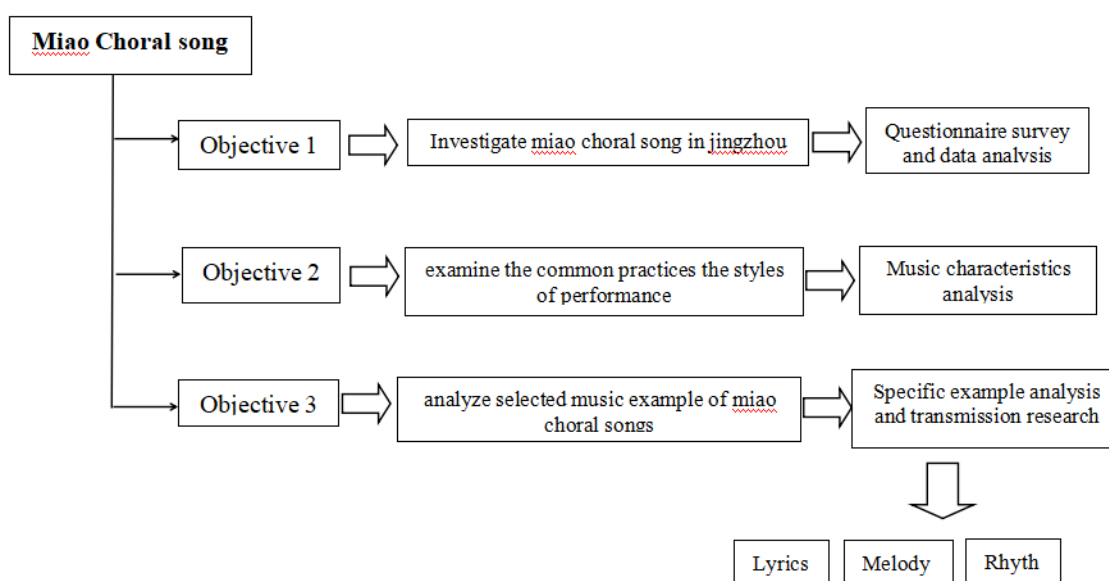 Miao Choral song
Objective 1
Investigate miao choral song in jingzhou
Questionnaire survey
and data analysis
Objective 2
examine the common practices the styles
of performance
Music characteristics
analysis
Objective 3
analyze selected music example of miao
choral songs
Specific example analysis
and transmission research
Lyrics
Melody
Rhyth